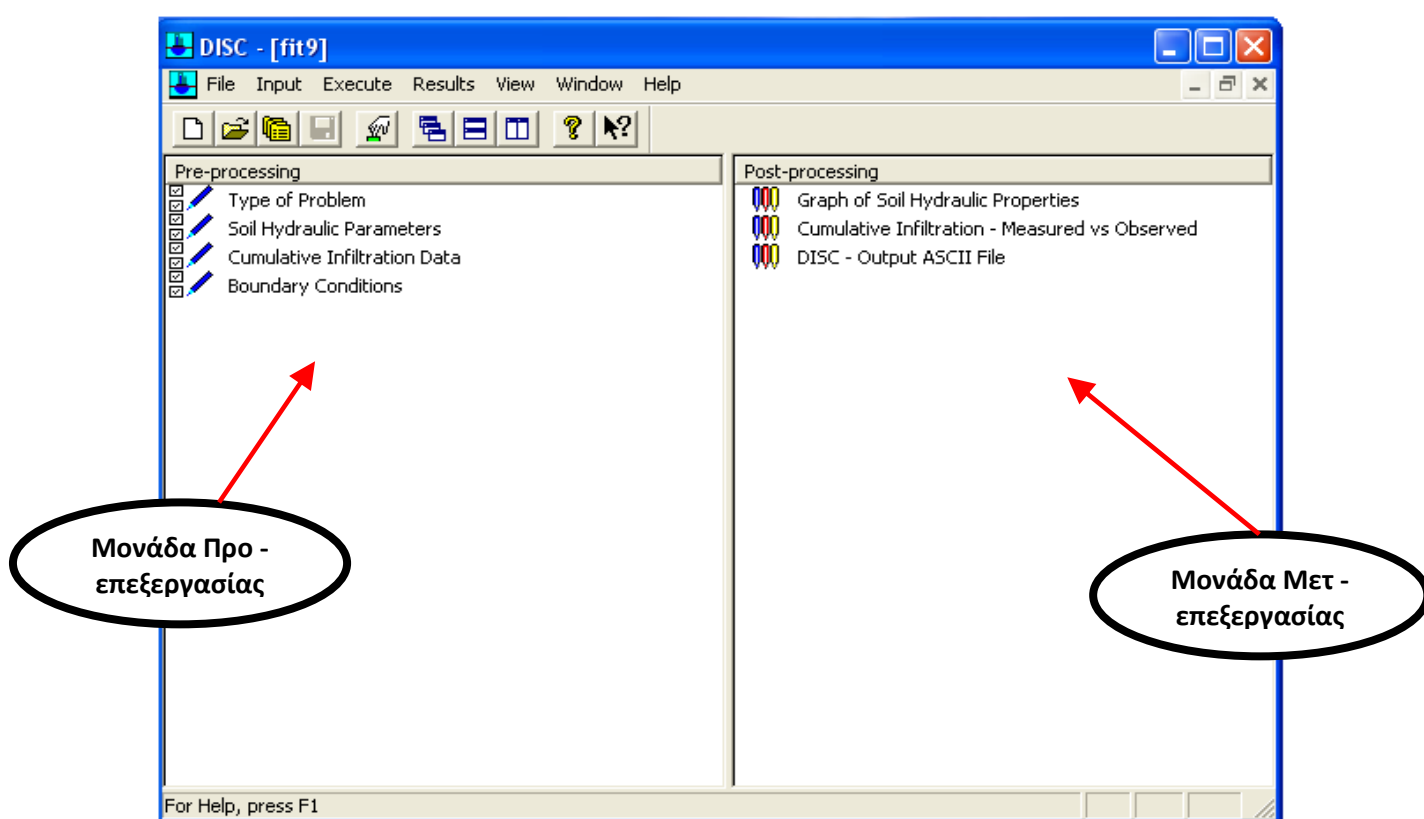 DISC - [fit9]
File Input Execute Results View Window Help
Pre-processing
Type of Problem
Soil Hydraulic Parameters
Cumulative Infiltration Data
Boundary Conditions
Post-processing
Graph of Soil Hydraulic Properties
Cumulative Infiltration - Measured vs Observed
DISC - Output ASCII File
Μονάδα Προ -
επεξεργασίας
Μονάδα Μετ -
επεξεργασίας
For Help, press F1